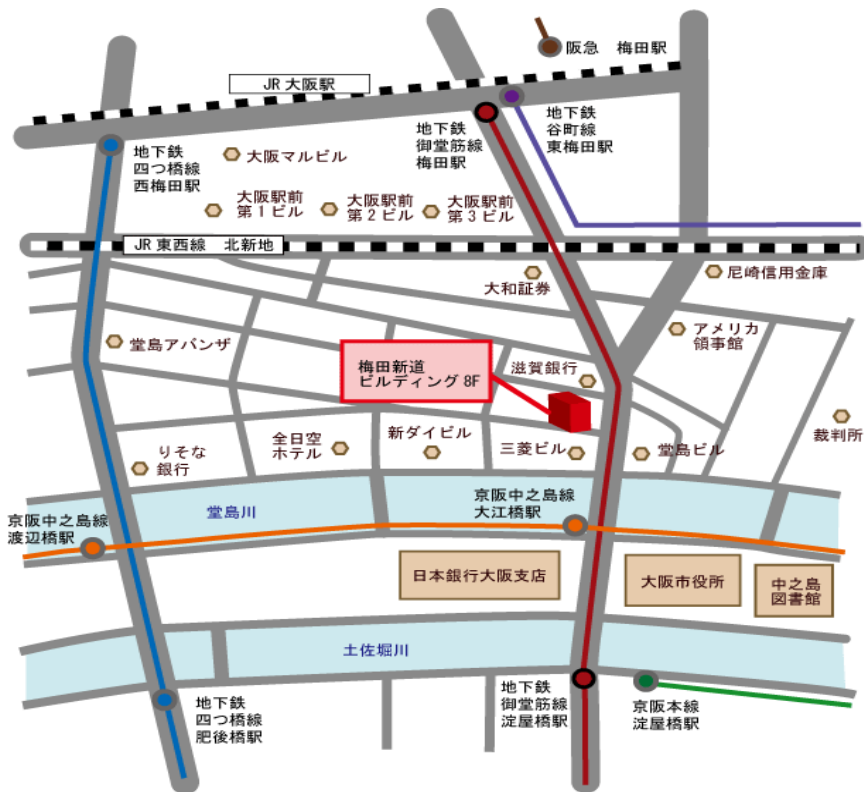 阪急 梅田駅
JR 大阪駅
地下鉄
四つ橋線
西梅田駅
大阪マルビル
地下鉄
御堂筋線
梅田駅
地下鉄
谷町線
東梅田駅
大阪駅前
第1ビル
大阪駅前
第2ビル
大阪駅前
第3ビル
JR 東西線 北新地
大和証券
尼崎信用金庫
堂島アバンザ
アメリカ
領事館
梅田新道
ビルディング 8F
滋賀銀行
裁判所
りそな
銀行
全日空
ホテル
新ダイビル
三菱ビル
堂島ビル
京阪中之島線
渡辺橋駅
堂島川
京阪中之島線
大江橋駅
日本銀行大阪支店
大阪市役所
中之島
図書館
土佐堀川
地下鉄
四つ橋線
肥後橋駅
地下鉄
御堂筋線
淀屋橋駅
京阪本線
淀屋橋駅